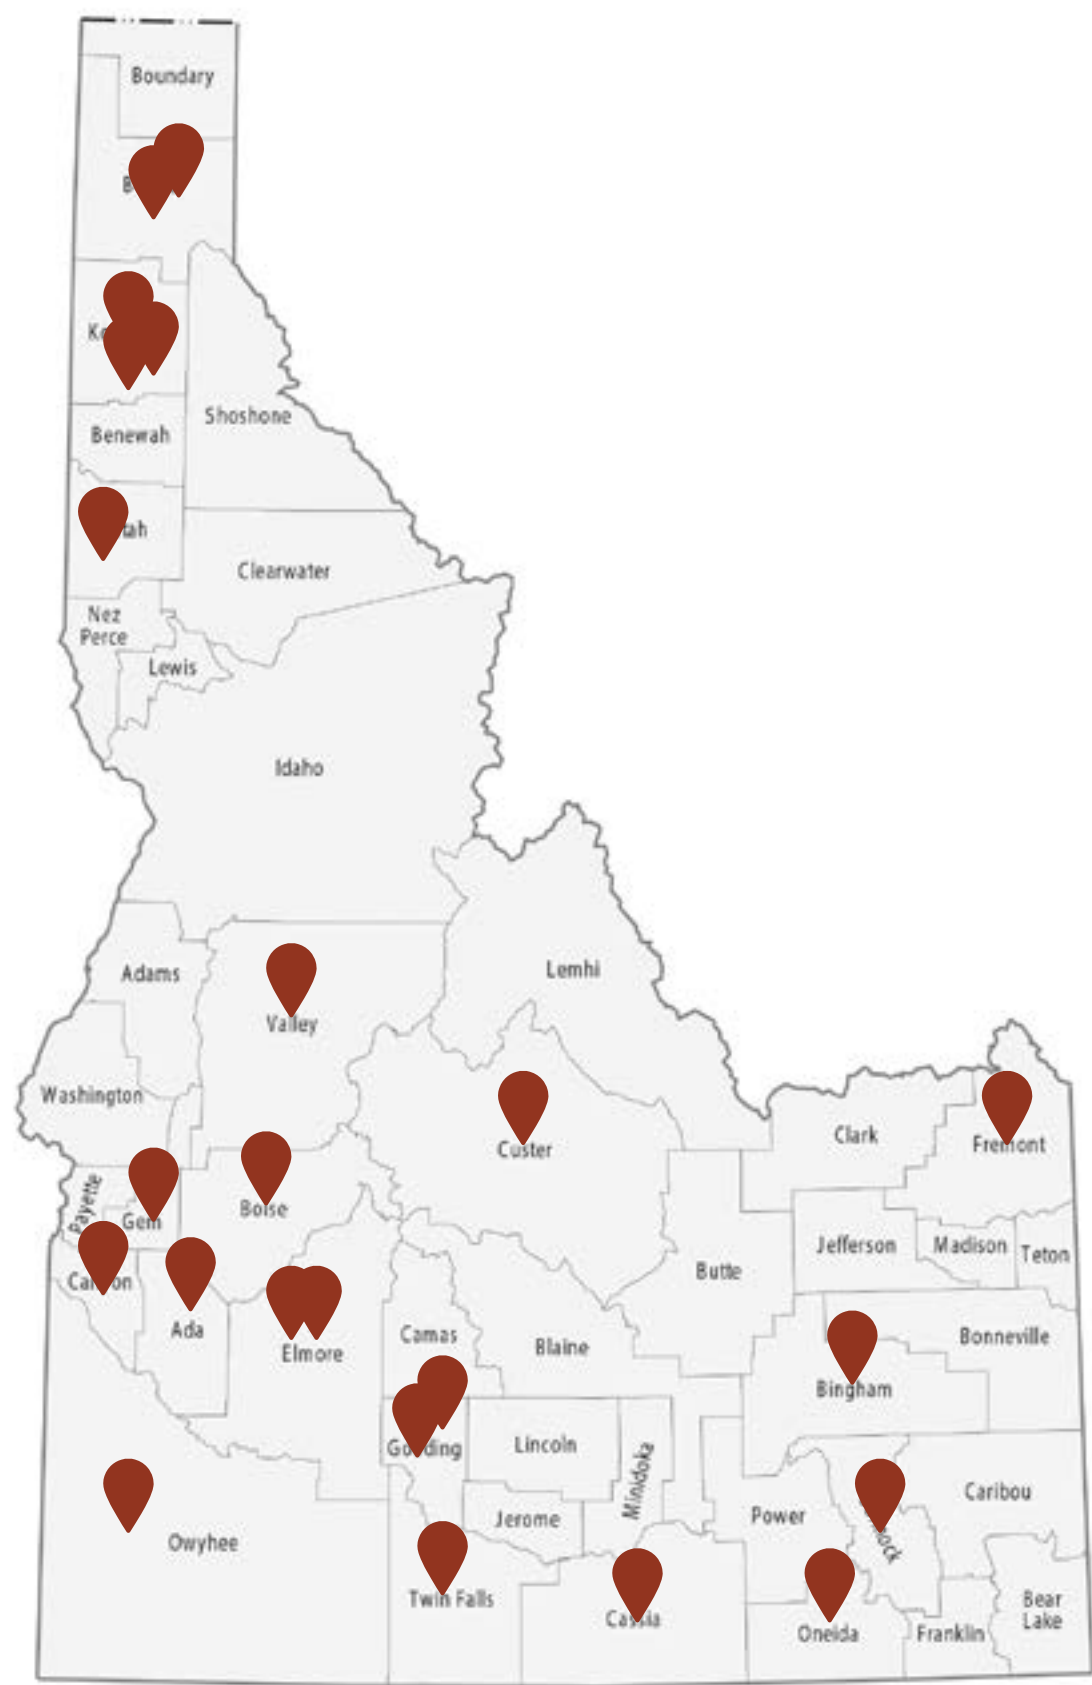 Boundary
Shoshone
Benewah
Clearwater
Nez
Perce
Lewis
Idaho
Adams
Lemhi
Valley
Washington
Custer
Clark
Fremont
Payette
Gem
Boise
Jefferson
Madison
Teton
Butte
Ada
Elmore
Camas
Blaine
Bonneville
Bingham
Lincoln
Minidoka
Jerome
Power
Caribou
Owyhee
Twin Falls
Cassia
Oneida
Franklin
Bear
Lake